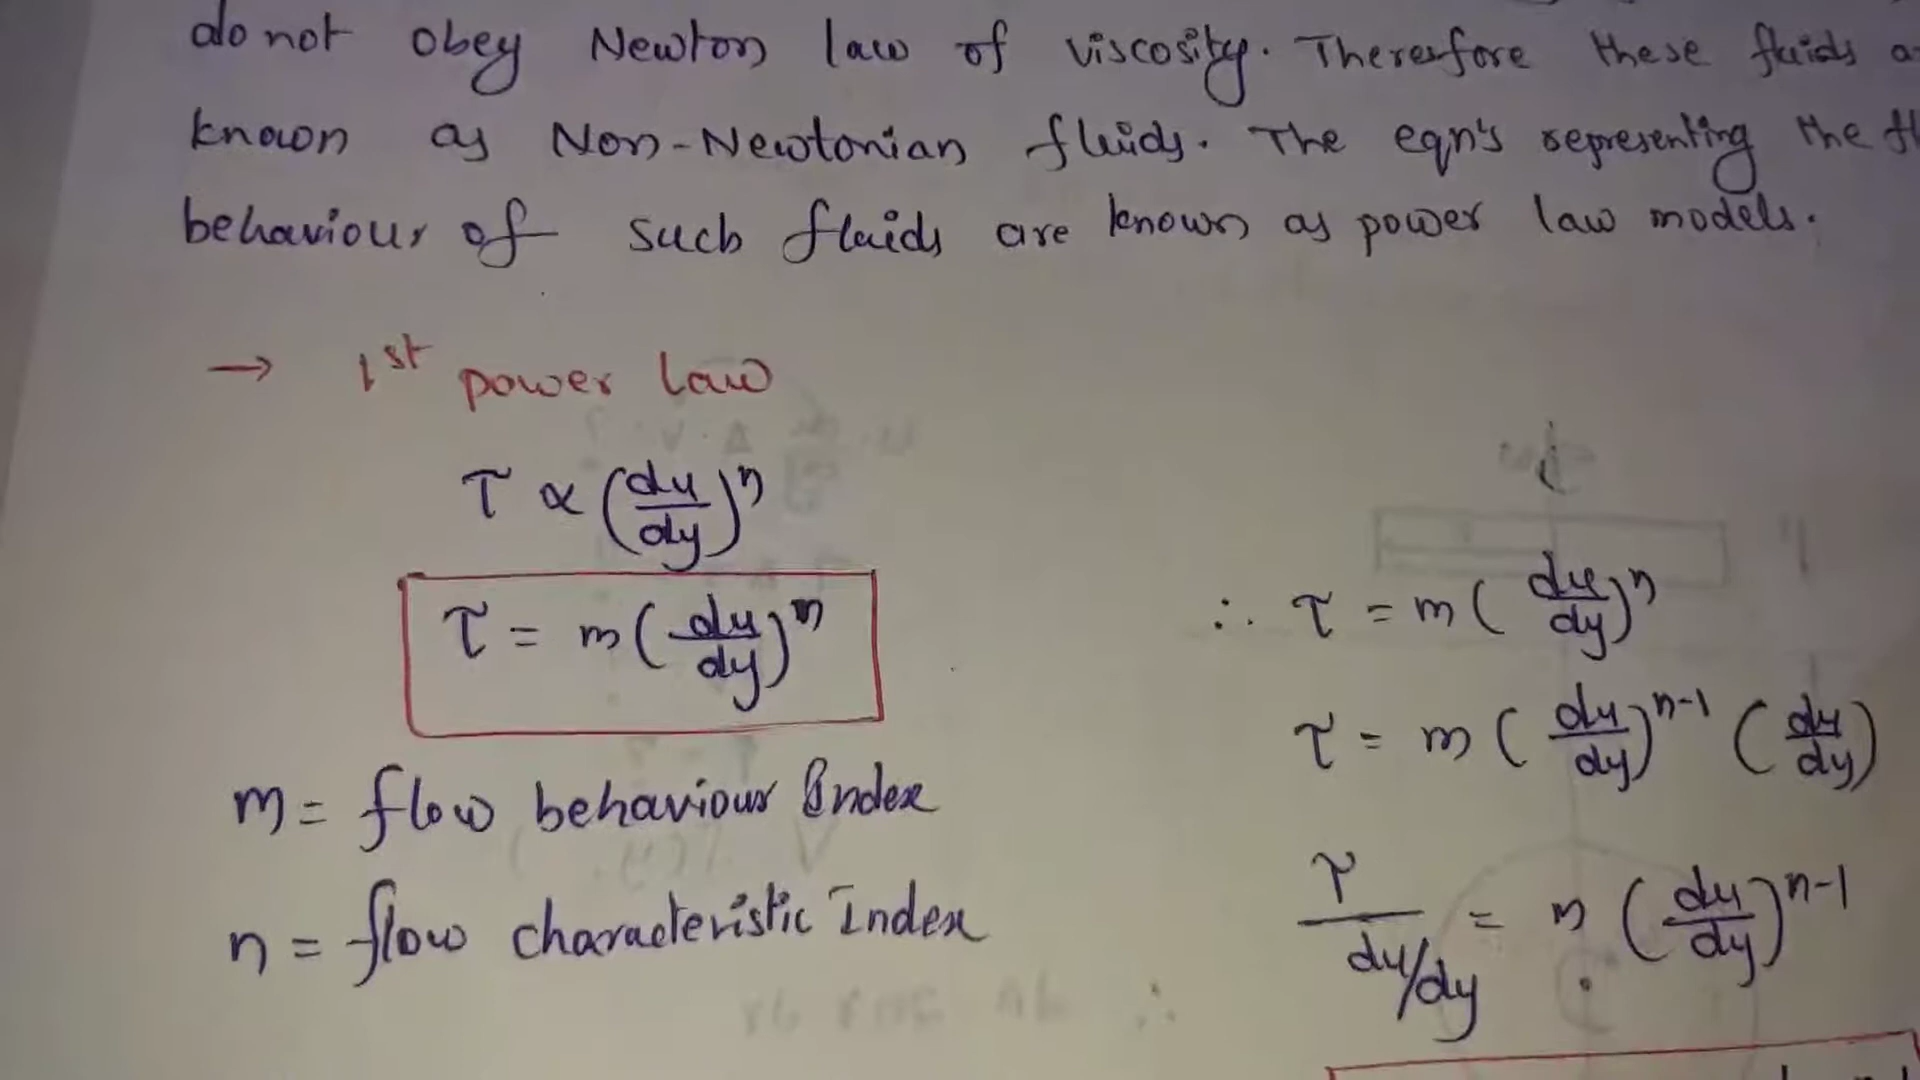 do not obey Newton law of viscosity. Therefore these fluids
known as Non-Newtonian fluids. The eqn's representing the
behaviour of such fluids are known as power law models.
→ 1st power law
τ ∝ (du/dy)^n
τ = m(du/dy)^n
m = flow behaviour Index
n = flow characteristic Index
∴ τ = m(du/dy)^n
τ = m(du/dy)^n-1 (du/dy)
τ/(du/dy) = m(du/dy)^n-1